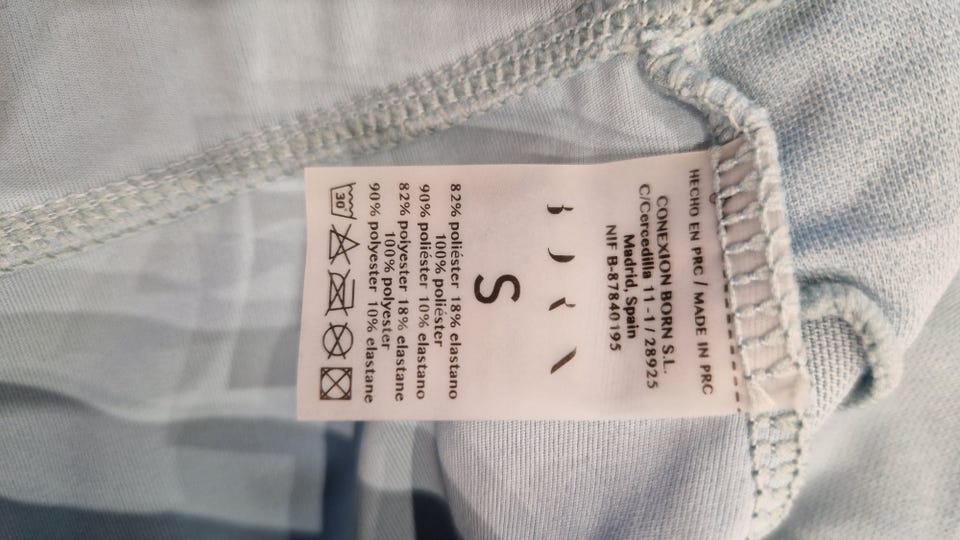 HECHO EN PRC / MADE IN PRC
CONEXION BORN S.L.
C/Cercedilla 11 -1 / 28925
Madrid, Spain
NIF B-87840195
S
82% poliéster 18% elastano
100% poliéster
90% poliéster 10% elastano
82% polyester 18% elastane
100% polyester
90% polyester 10% elastane
30